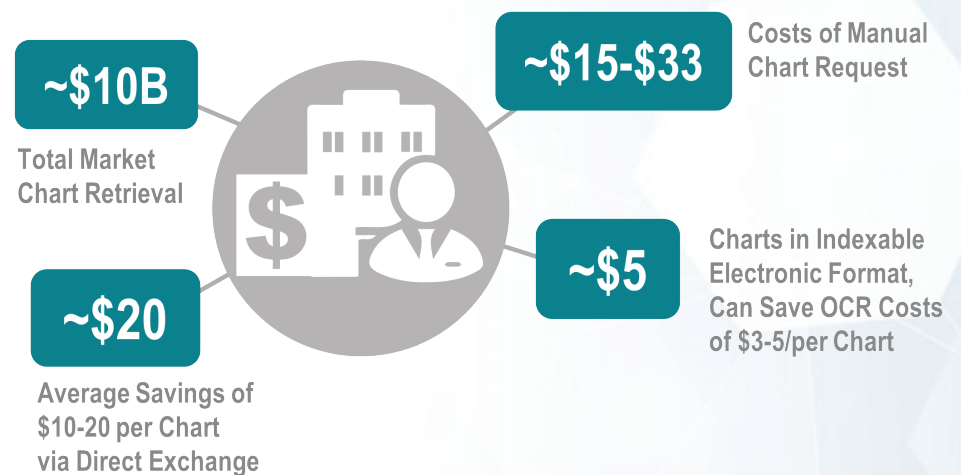 ~$10B
Total Market
Chart Retrieval
~$15-$33
Costs of Manual
Chart Request
$
~$20
Average Savings of
$10-20 per Chart
via Direct Exchange
~$5
Charts in Indexable
Electronic Format,
Can Save OCR Costs
of $3-5/per Chart